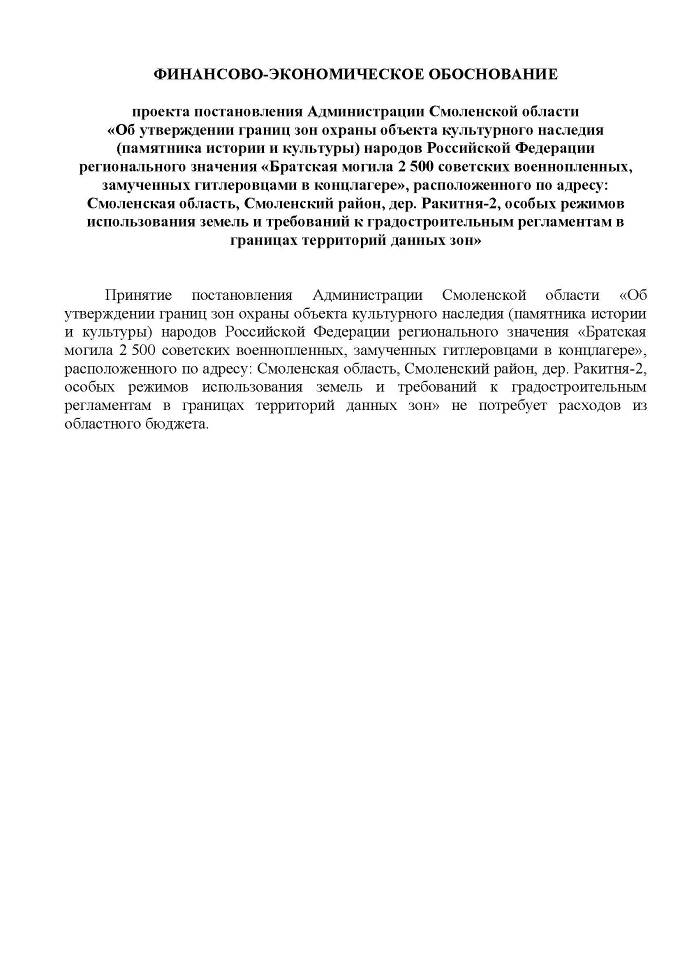 ФИНАНСОВО-ЭКОНОМИЧЕСКОЕ ОБОСНОВАНИЕ
проекта постановления Администрации Смоленской области
«Об утверждении границ зон охраны объекта культурного наследия
(памятника истории и культуры) народов Российской Федерации
регионального значения «Братская могила 2 500 советских военнопленных,
замученных гитлеровцами в концлагере», расположенного по адресу:
Смоленская область, Смоленский район, дер. Ракитня-2, особых режимов
использования земель и требований к градостроительным регламентам в
границах территорий данных зон»
Принятие постановления Администрации Смоленской области «Об
утверждении границ зон охраны объекта культурного наследия (памятника истории
и культуры) народов Российской Федерации регионального значения «Братская
могила 2 500 советских военнопленных, замученных гитлеровцами в концлагере»,
расположенного по адресу: Смоленская область, Смоленский район, дер. Ракитня-2,
особых режимов использования земель и требований к градостроительным
регламентам в границах территорий данных зон» не потребует расходов из
областного бюджета.